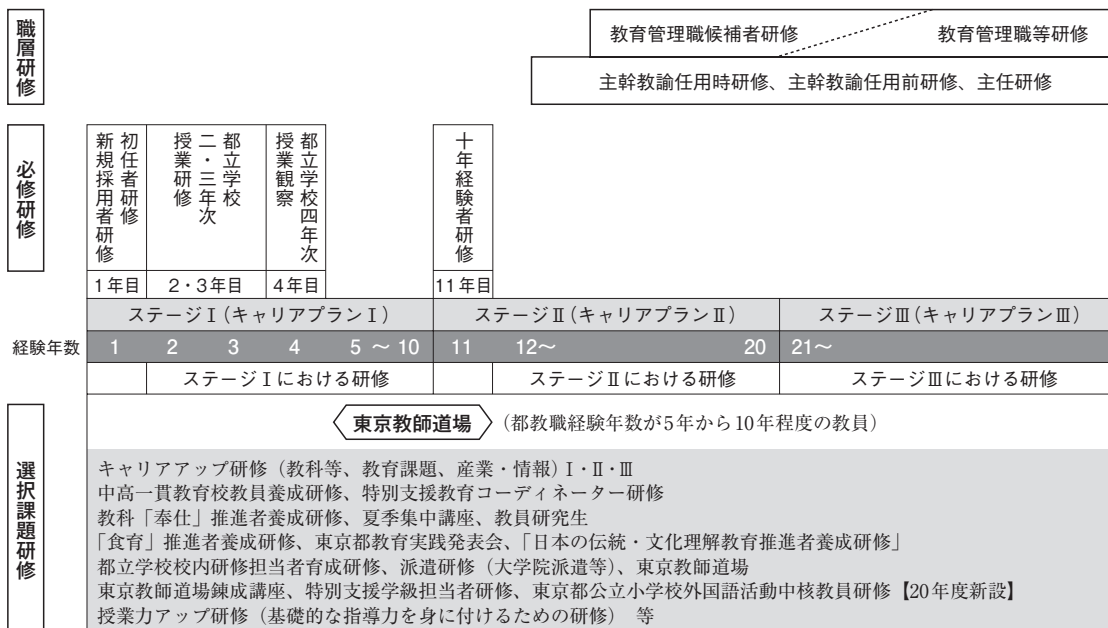 職層研修
教育管理職候補者研修
教育管理職等研修
主幹教諭任用時研修、主幹教諭任用前研修、主任研修
必修研修
初任者研修
新規採用者研修
都立学校
二・三年次
授業研修
都立学校四年次
授業観察
十年経験者研修
1年目
2・3年目
4年目
11年目
ステージⅠ(キャリアプランⅠ)
ステージⅡ(キャリアプランⅡ)
ステージⅢ(キャリアプランⅢ)
経験年数 1 2 3 4 5 〜 10 11 12〜 20 21〜
ステージⅠにおける研修
ステージⅡにおける研修
ステージⅢにおける研修
選択課題研修
東京教師道場 (都教職経験年数が5年から10年程度の教員)
キャリアアップ研修(教科等、教育課題、産業・情報)Ⅰ・Ⅱ・Ⅲ
中高一貫教育校教員養成研修、特別支援教育コーディネーター研修
教科「奉仕」推進者養成研修、夏季集中講座、教員研究生
「食育」推進者養成研修、東京都教育実践発表会、「日本の伝統・文化理解教育推進者養成研修」
都立学校校内研修担当者育成研修、派遣研修(大学院派遣等)、東京教師道場
東京教師道場錬成講座、特別支援学級担当者研修、東京都公立小学校外国語活動中核教員研修【20年度新設】
授業力アップ研修(基礎的な指導力を身に付けるための研修) 等